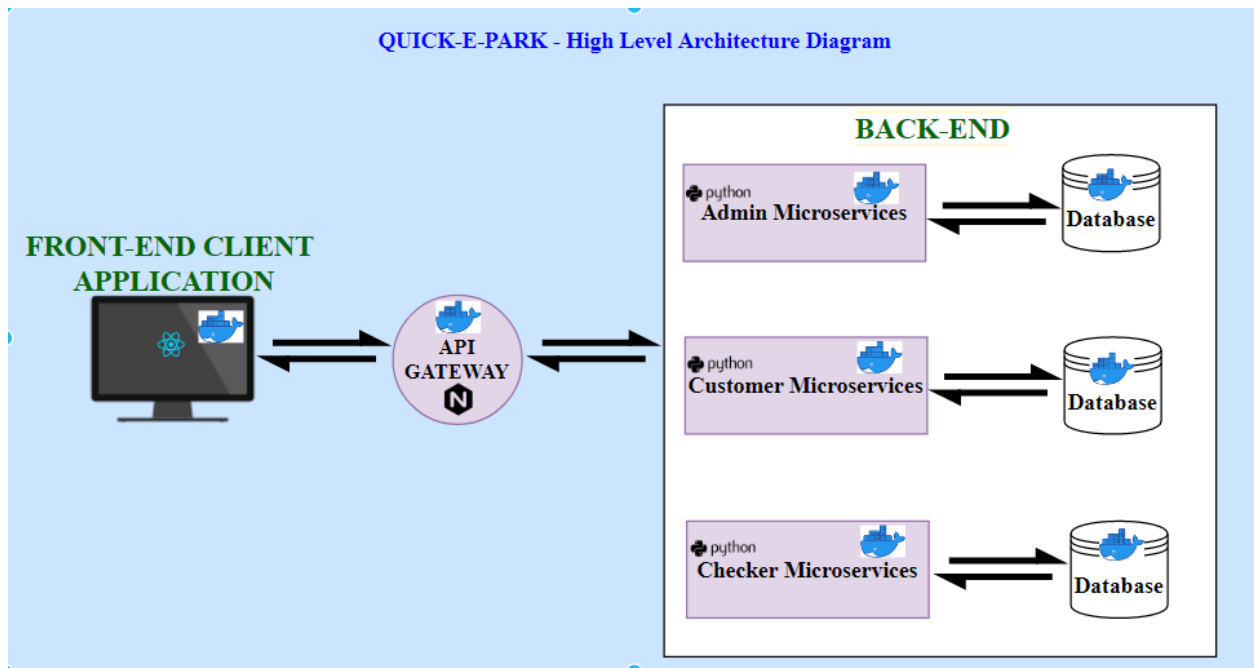 QUICK-E-PARK - High Level Architecture Diagram
BACK-END
python
Admin Microservices
Database
FRONT-END CLIENT
APPLICATION
API
GATEWAY
N
python
Customer Microservices
Database
python
Checker Microservices
Database